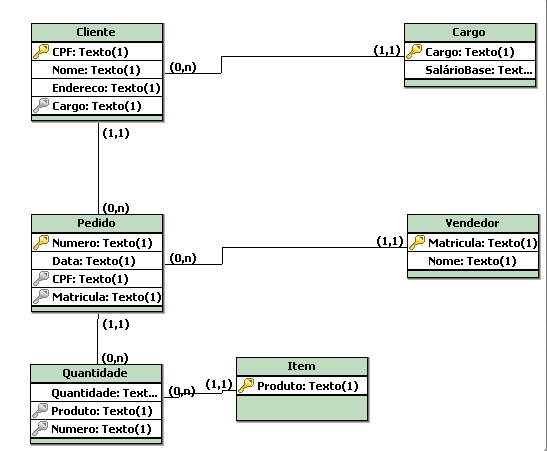 Cliente
CPF: Texto(1)
Nome: Texto(1)
Endereco: Texto(1)
Cargo: Texto(1)
(0,n)
(1,1)
Cargo
Cargo: Texto(1)
SalárioBase: Text...
(1,1)
(0,n)
Pedido
Numero: Texto(1)
Data: Texto(1)
CPF: Texto(1)
Matricula: Texto(1)
(0,n)
(1,1)
Vendedor
Matricula: Texto(1)
Nome: Texto(1)
(1,1)
(0,n)
Quantidade
Quantidade: Text...
Produto: Texto(1)
Numero: Texto(1)
(0,n)
(1,1)
Item
Produto: Texto(1)